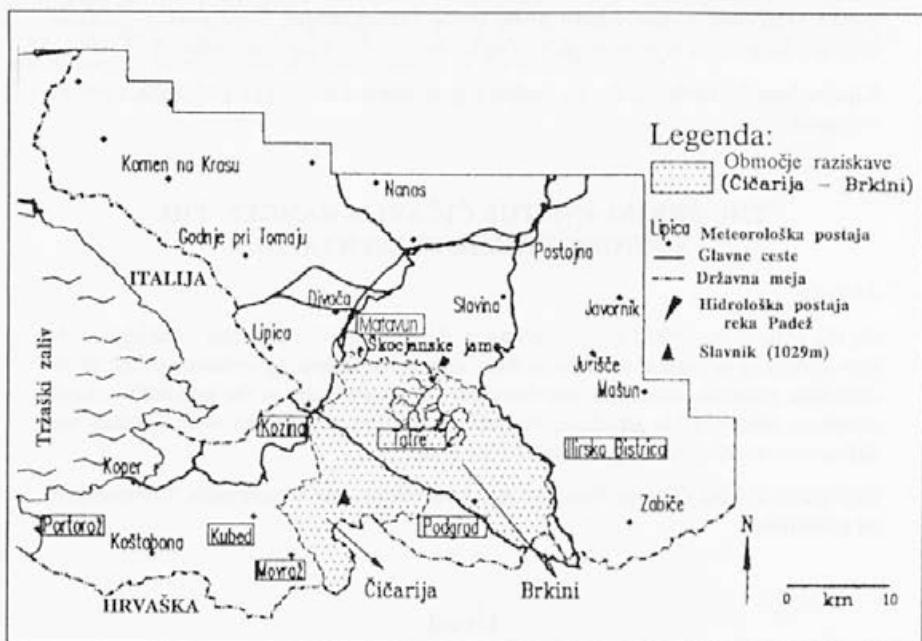 Legenda:
Območje raziskave
(Čičarija – Brkini)
Lipica
Meteorološka postaja
Glavne ceste
Državna meja
Hidrološka postaja
reka Padež
Slavnik (1029m)
Komen na Krasu
Nanos
Godnje pri Tomaju
Postojna
ITALIJA
Divača
Slavina
Javornik
Matavun
Lipica
Škocjanske jame
Jurišče
Mašun
Tržaški zaliv
Kozina
Tatre
Ilirska Bistrica
Koper
Zabiče
Portorož
Koštabona
Kubed
Podgrad
N
Movraž
Čičarija
Brkini
HRVAŠKA
0 km 10